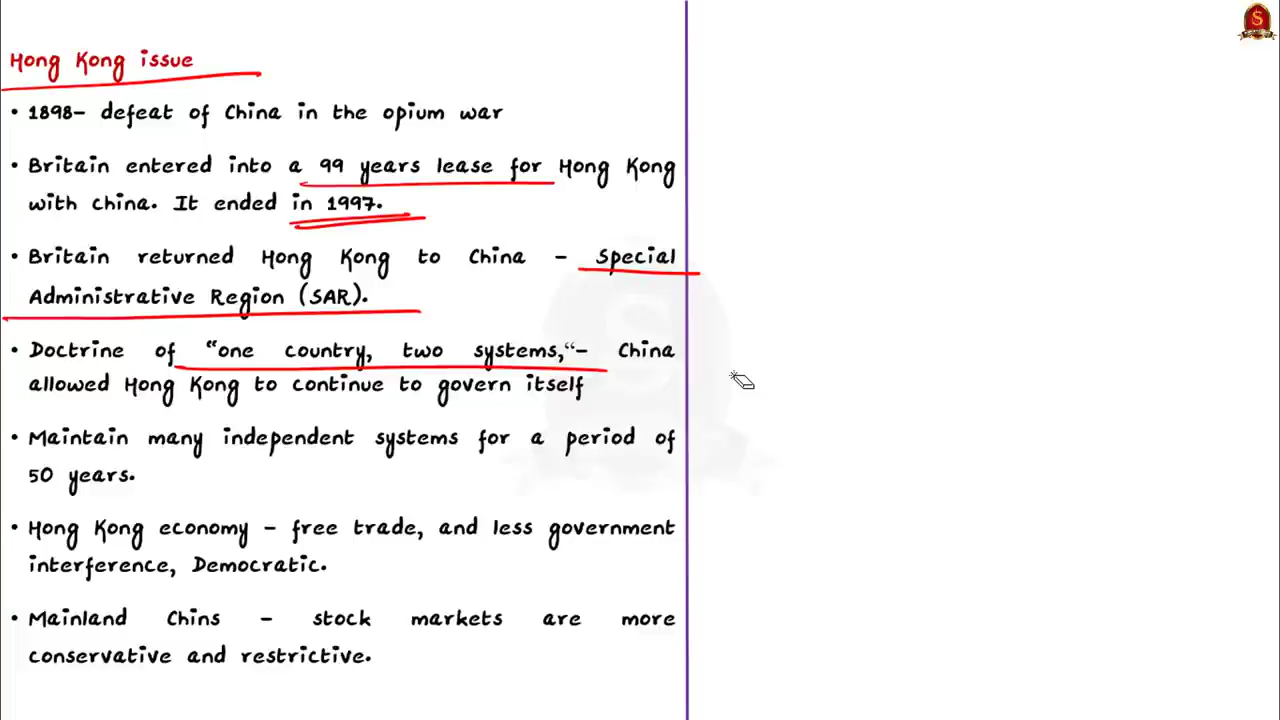 Hong Kong issue
• 1898- defeat of China in the opium war
• Britain entered into a 99 years lease for Hong Kong
with china. It ended in 1997.
• Britain returned Hong Kong to China - Special
Administrative Region (SAR).
• Doctrine of "one country, two systems,"- China
allowed Hong Kong to continue to govern itself
• Maintain many independent systems for a period of
50 years.
• Hong Kong economy - free trade, and less government
interference, Democratic.
• Mainland Chins - stock markets are more
conservative and restrictive.